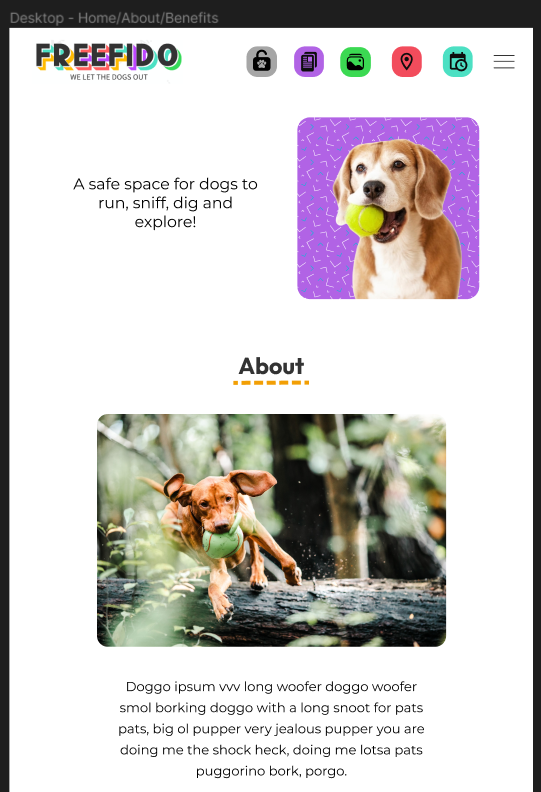 Desktop - Home/About/Benefits
FREEFIDO
WE LET THE DOGS OUT
A safe space for dogs to
run, sniff, dig and
explore!
About
Doggo ipsum vvv long woofer doggo woofer
smol borking doggo with a long snoot for pats
pats, big ol pupper very jealous pupper you are
doing me the shock heck, doing me lotsa pats
puggorino bork, porgo.